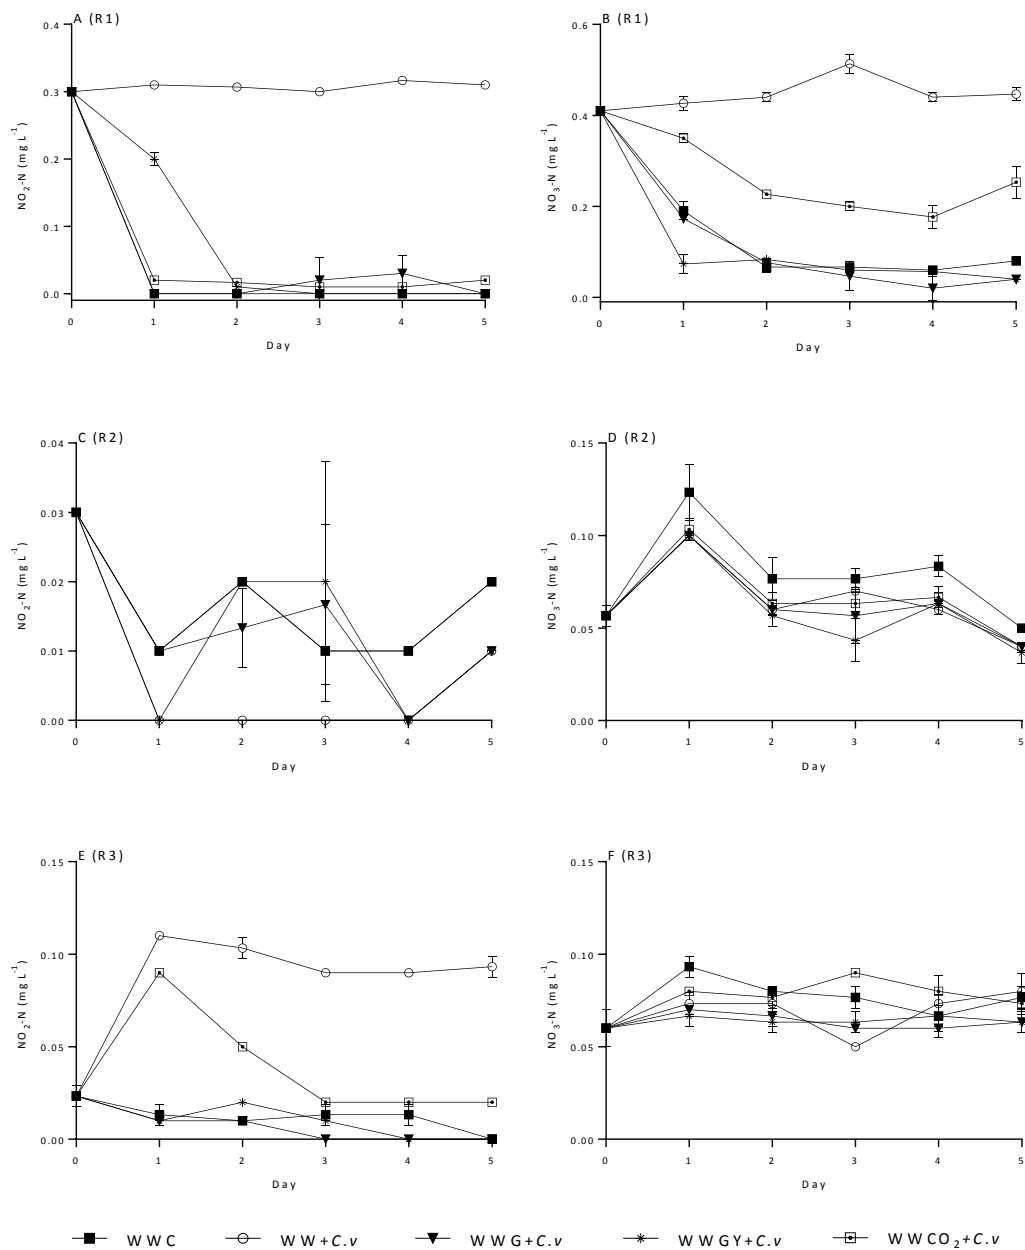 A (R1)
NO₂-N (mg L⁻¹)
0.4
0.3
0.2
0.1
0.0
0 1 2 3 4 5
Day
B (R1)
NO₃-N (mg L⁻¹)
0.6
0.4
0.2
0.0
0 1 2 3 4 5
Day
C (R2)
NO₂-N (mg L⁻¹)
0.04
0.03
0.02
0.01
0.00
0 1 2 3 4 5
Day
D (R2)
NO₃-N (mg L⁻¹)
0.15
0.10
0.05
0.00
0 1 2 3 4 5
Day
E (R3)
NO₂-N (mg L⁻¹)
0.15
0.10
0.05
0.00
0 1 2 3 4 5
Day
F (R3)
NO₃-N (mg L⁻¹)
0.15
0.10
0.05
0.00
0 1 2 3 4 5
Day
WWC WW+C.v WWG+C.v WWGY+C.v WWCO₂+C.v